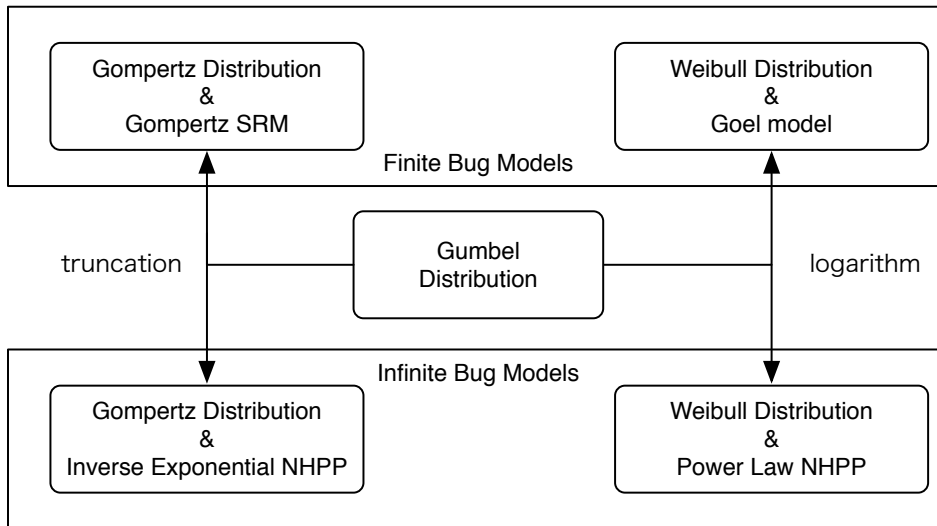 Gompertz Distribution
&
Gompertz SRM
Weibull Distribution
&
Goel model
Finite Bug Models
truncation
Gumbel
Distribution
logarithm
Infinite Bug Models
Gompertz Distribution
&
Inverse Exponential NHPP
Weibull Distribution
&
Power Law NHPP